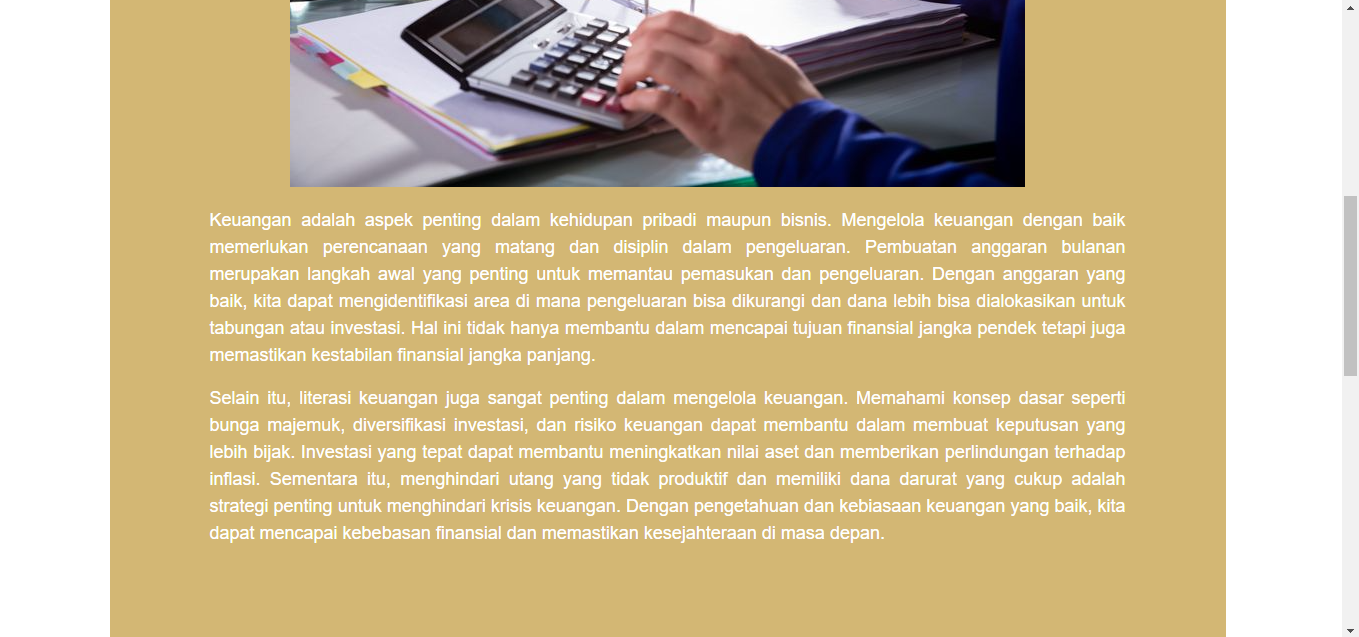 Keuangan adalah aspek penting dalam kehidupan pribadi maupun bisnis. Mengelola keuangan dengan baik
memerlukan perencanaan yang matang dan disiplin dalam pengeluaran. Pembuatan anggaran bulanan
merupakan langkah awal yang penting untuk memantau pemasukan dan pengeluaran. Dengan anggaran yang
baik, kita dapat mengidentifikasi area di mana pengeluaran bisa dikurangi dan dana lebih bisa dialokasikan untuk
tabungan atau investasi. Hal ini tidak hanya membantu dalam mencapai tujuan finansial jangka pendek tetapi juga
memastikan kestabilan finansial jangka panjang.
Selain itu, literasi keuangan juga sangat penting dalam mengelola keuangan. Memahami konsep dasar seperti
bunga majemuk, diversifikasi investasi, dan risiko keuangan dapat membantu dalam membuat keputusan yang
lebih bijak. Investasi yang tepat dapat membantu meningkatkan nilai aset dan memberikan perlindungan terhadap
inflasi. Sementara itu, menghindari utang yang tidak produktif dan memiliki dana darurat yang cukup adalah
strategi penting untuk menghindari krisis keuangan. Dengan pengetahuan dan kebiasaan keuangan yang baik, kita
dapat mencapai kebebasan finansial dan memastikan kesejahteraan di masa depan.